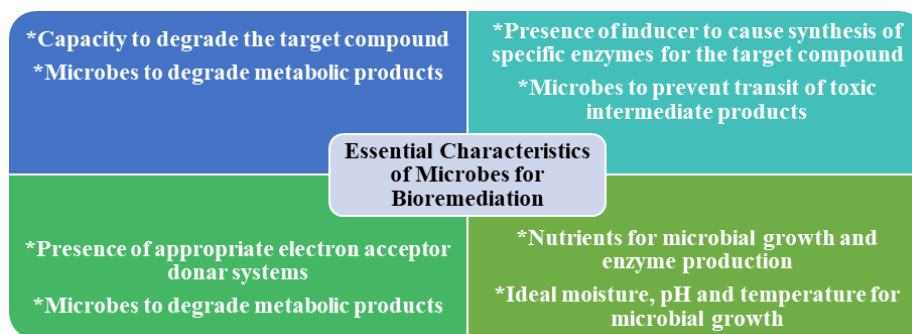 *Capacity to degrade the target compound
*Microbes to degrade metabolic products
*Presence of inducer to cause synthesis of
specific enzymes for the target compound
*Microbes to prevent transit of toxic
intermediate products
Essential Characteristics
of Microbes for
Bioremediation
*Presence of appropriate electron acceptor
donar systems
*Microbes to degrade metabolic products
*Nutrients for microbial growth and
enzyme production
*Ideal moisture, pH and temperature for
microbial growth